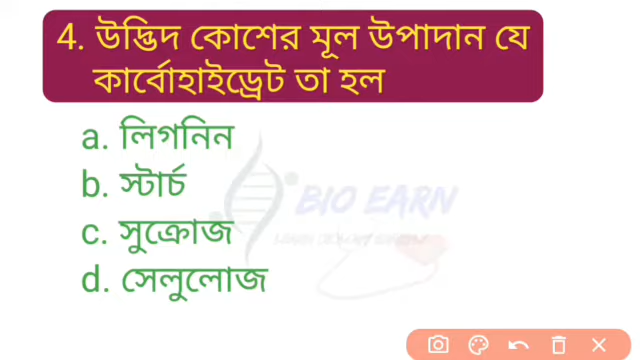 4. উদ্ভিদ কোশের মূল উপাদান যে
কার্বোহাইড্রেট তা হল
a. লিগনিন
b. স্টার্চ
BIO EARN
c. সুক্রোজ
d. সেলুলোজ